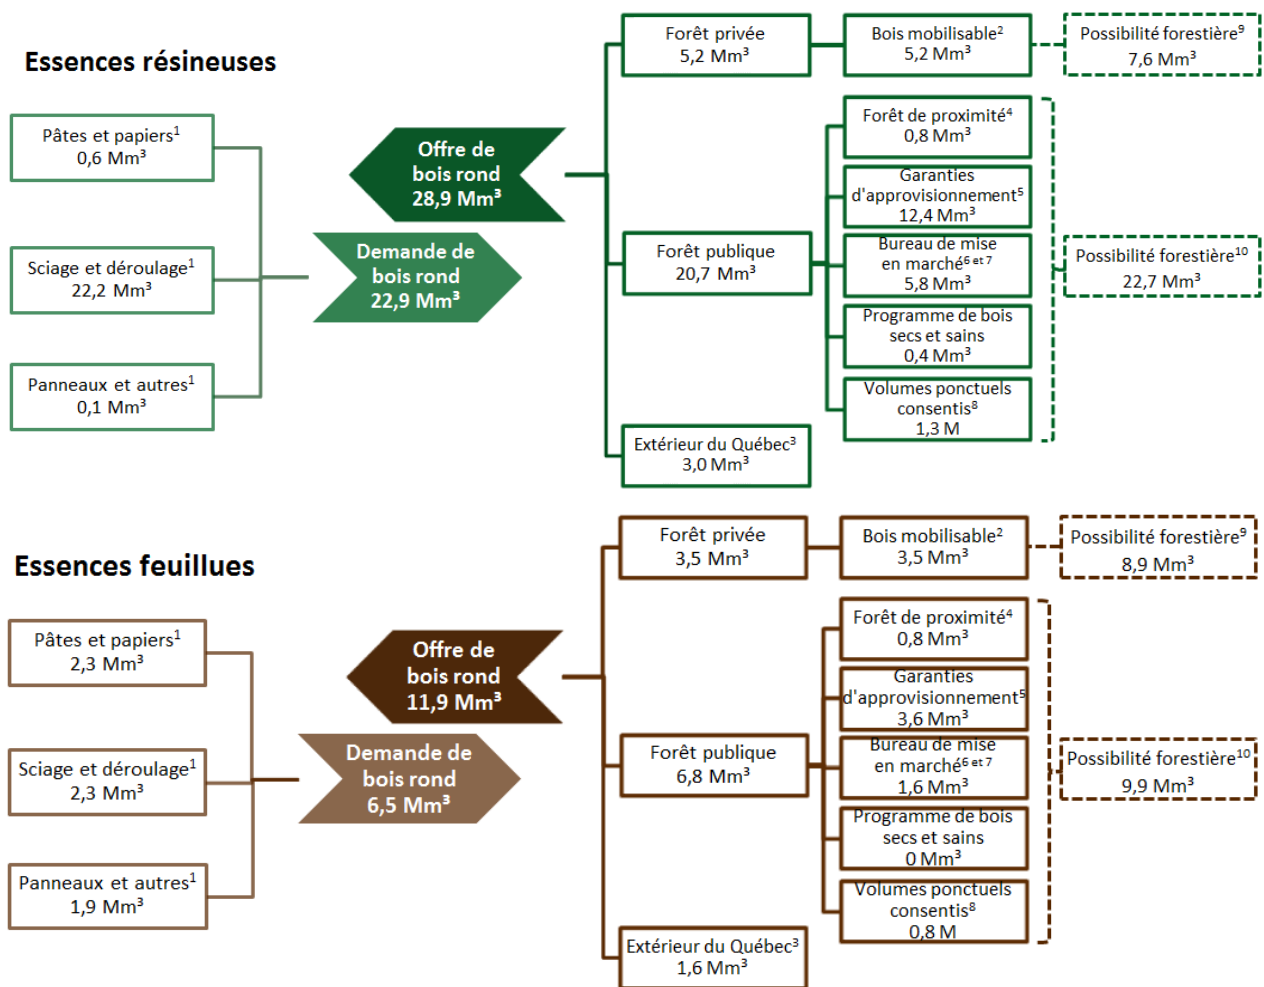 Essences résineuses
Pâtes et papiers¹
0,6 Mm³
Sciage et déroulage¹
22,2 Mm³
Panneaux et autres¹
0,1 Mm³
Offre de
bois rond
28,9 Mm³
Demande de
bois rond
22,9 Mm³
Forêt privée
5,2 Mm³
Bois mobilisable²
5,2 Mm³
Possibilité forestière⁹
7,6 Mm³
Forêt publique
20,7 Mm³
Forêt de proximité⁴
0,8 Mm³
Garanties
d'approvisionnement⁵
12,4 Mm³
Bureau de mise
en marché⁶ ᵉᵗ ⁷
5,8 Mm³
Programme de bois
secs et sains
0,4 Mm³
Volumes ponctuels
consentis⁸
1,3 M
Possibilité forestière¹⁰
22,7 Mm³
Extérieur du Québec³
3,0 Mm³
Essences feuillues
Pâtes et papiers¹
2,3 Mm³
Sciage et déroulage¹
2,3 Mm³
Panneaux et autres¹
1,9 Mm³
Offre de
bois rond
11,9 Mm³
Demande de
bois rond
6,5 Mm³
Forêt privée
3,5 Mm³
Bois mobilisable²
3,5 Mm³
Possibilité forestière⁹
8,9 Mm³
Forêt publique
6,8 Mm³
Forêt de proximité⁴
0,8 Mm³
Garanties
d'approvisionnement⁵
3,6 Mm³
Bureau de mise
en marché⁶ ᵉᵗ ⁷
1,6 Mm³
Programme de bois
secs et sains
0 Mm³
Volumes ponctuels
consentis⁸
0,8 M
Possibilité forestière¹⁰
9,9 Mm³
Extérieur du Québec³
1,6 Mm³